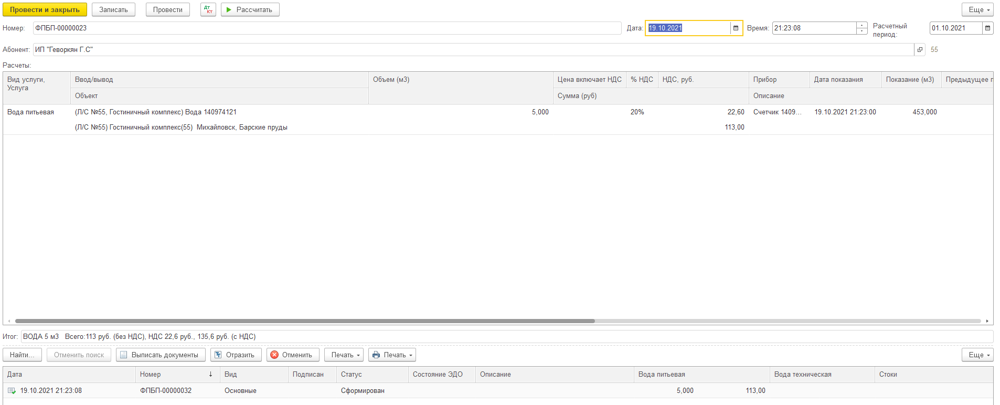 Провести и закрыть Записать Провести Дт Кт Рассчитать Еще
Номер: ФПБП-00000023 Дата: 19.10.2021 Время: 21:23:08 Расчетный период: 01.10.2021
Абонент: ИП "Геворкян Г.С" 55
Расчеты:
Вид услуги, Услуга Ввод/вывод Объем (м3) Цена включает НДС % НДС НДС, руб. Прибор Дата показания Показание (м3) Предыдущее п
Объект Сумма (руб) Описание
Вода питьевая (Л/С №55, Гостиничный комплекс) Вода 140974121 5,000 20% 22,60 Счетчик 1409... 19.10.2021 21:23:00 453,000
(Л/С №55) Гостиничный комплекс(55) Михайловск, Барские пруды 113,00
Итог: ВОДА 5 м3 Всего:113 руб. (без НДС), НДС 22,6 руб., 135,6 руб. (с НДС)
Найти... Отменить поиск Выписать документы Отразить Отменить Печать Печать Еще
Дата Номер Вид Подписан Статус Состояние ЭДО Описание Вода питьевая Вода техническая Стоки
19.10.2021 21:23:08 ФПБП-00000032 Основные Сформирован 5,000 113,00